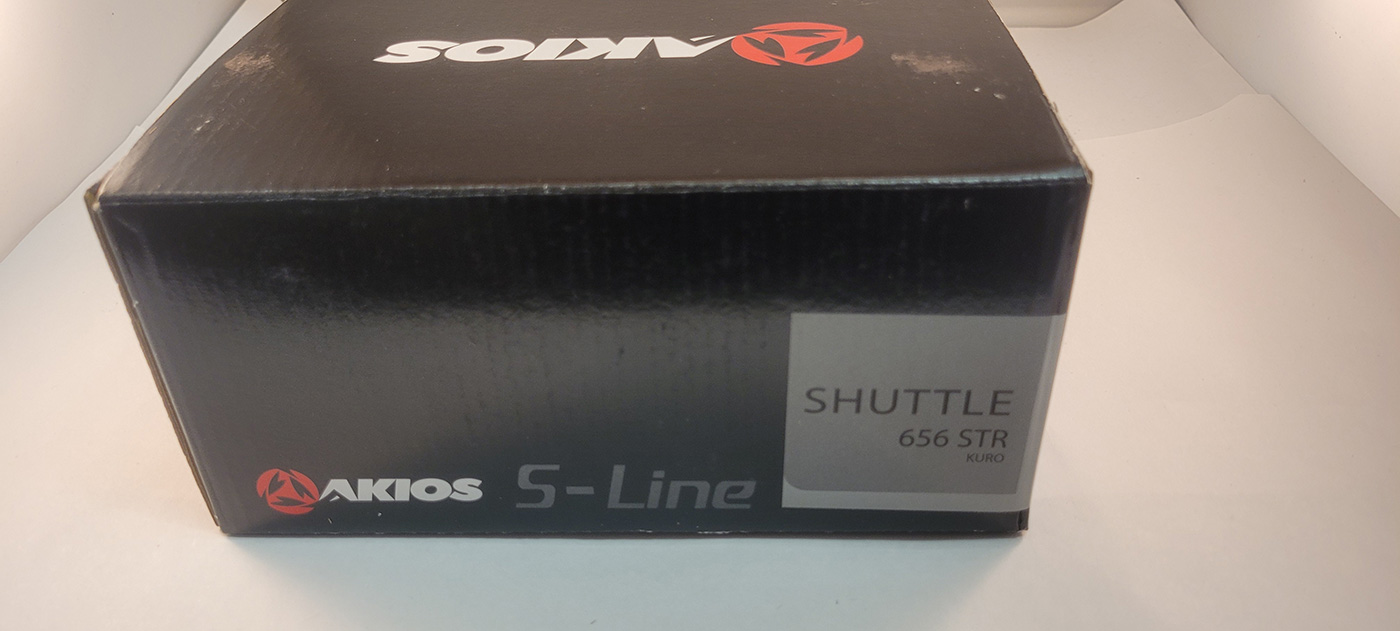 AKIOS
SHUTTLE
656 STR
KURO
AKIOS S-Line